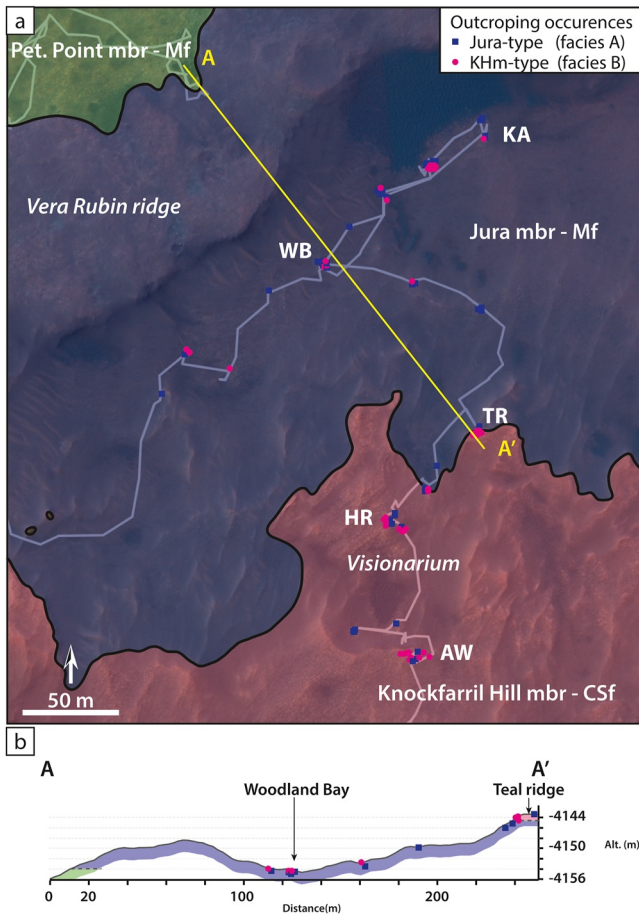 a
Outcroping occurences
Jura-type (facies A)
KHm-type (facies B)
Pet. Point mbr - Mf
A
KA
Vera Rubin ridge
Jura mbr - Mf
WB
TR
A'
HR
Visionarium
AW
Knockfarril Hill mbr - CSf
50 m
b
A
A'
Woodland Bay
Teal ridge
-4144
Alt. (m)
-4150
-4156
0
20
100
200
Distance(m)